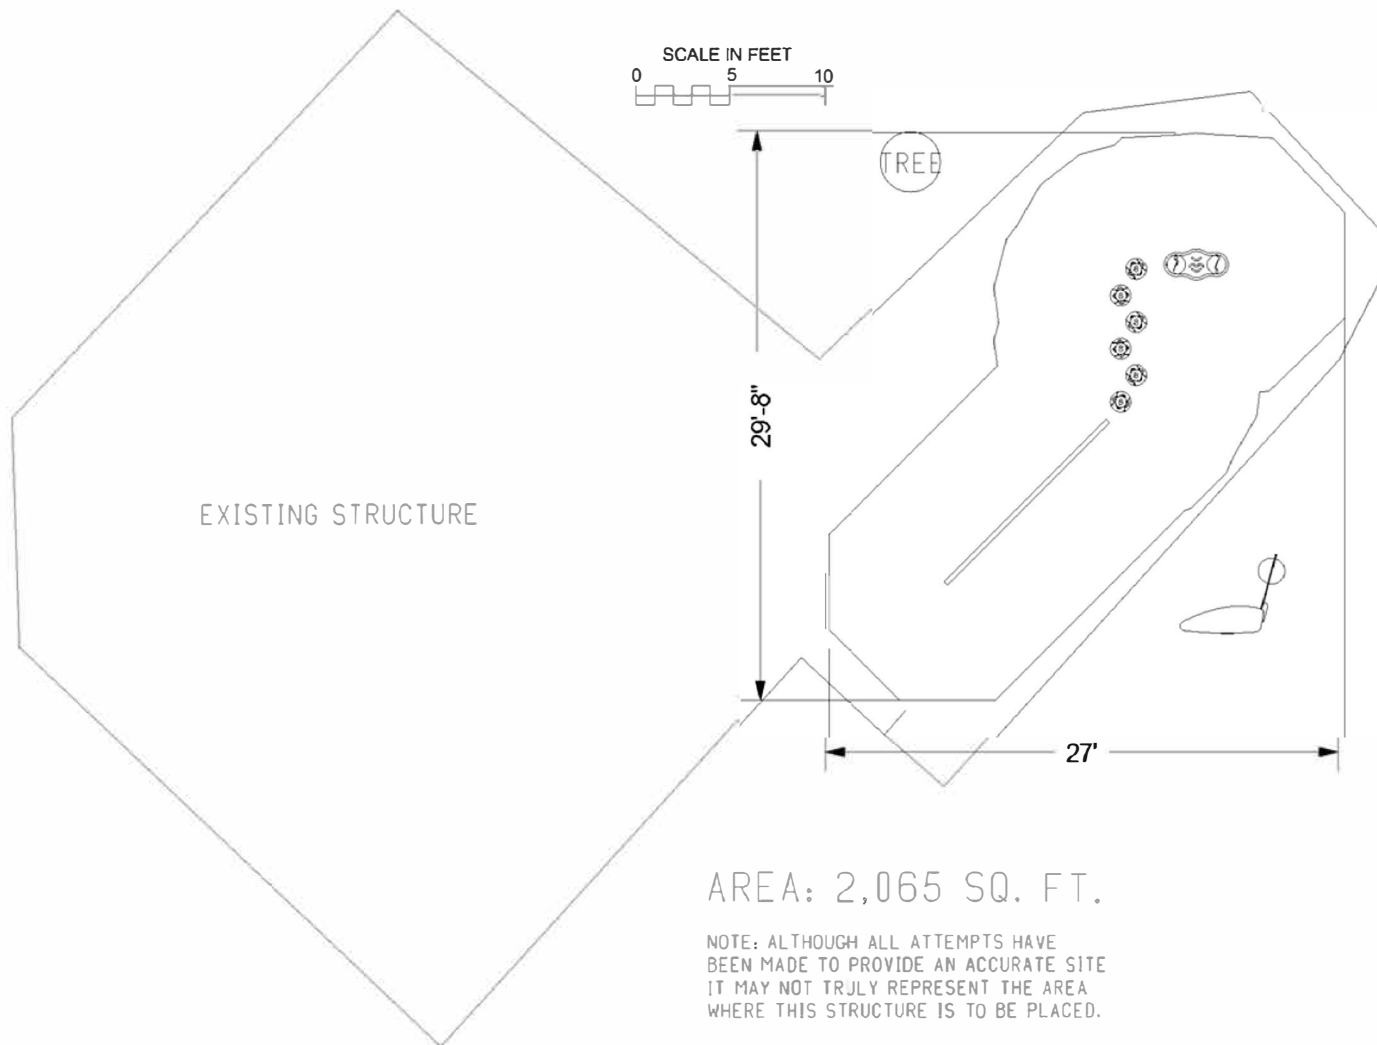 SCALE IN FEET
0 5 10
TREE
29'-8"
EXISTING STRUCTURE
27'
AREA: 2,065 SQ. FT.
NOTE: ALTHOUGH ALL ATTEMPTS HAVE
BEEN MADE TO PROVIDE AN ACCURATE SITE
IT MAY NOT TRULY REPRESENT THE AREA
WHERE THIS STRUCTURE IS TO BE PLACED.